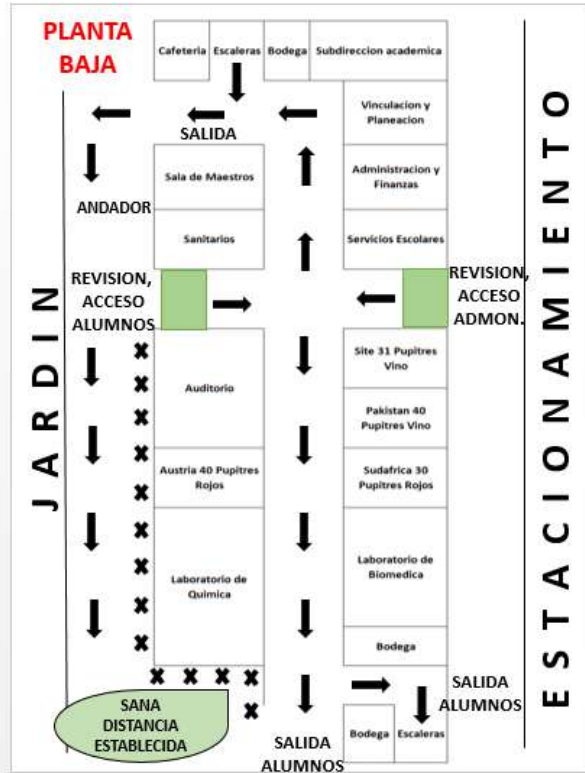 PLANTA
BAJA
Cafeteria
Escaleras
Bodega
Subdireccion academica
SALIDA
Vinculacion y
Planeacion
Sala de Maestros
Administracion y
Finanzas
ANDADOR
Sanitarios
Servicios Escolares
REVISION,
ACCESO
ALUMNOS
REVISION,
ACCESO
ADMON.
JARDIN
ESTACIONAMIENTO
Auditorio
Site 31 Pupitres
Vino
Pakistan 40
Pupitres Vino
Austria 40 Pupitres
Rojos
Sudafrica 30
Pupitres Rojos
Laboratorio de
Quimica
Laboratorio de
Biomedica
Bodega
SANA
DISTANCIA
ESTABLECIDA
SALIDA
ALUMNOS
SALIDA
ALUMNOS
Bodega
Escaleras